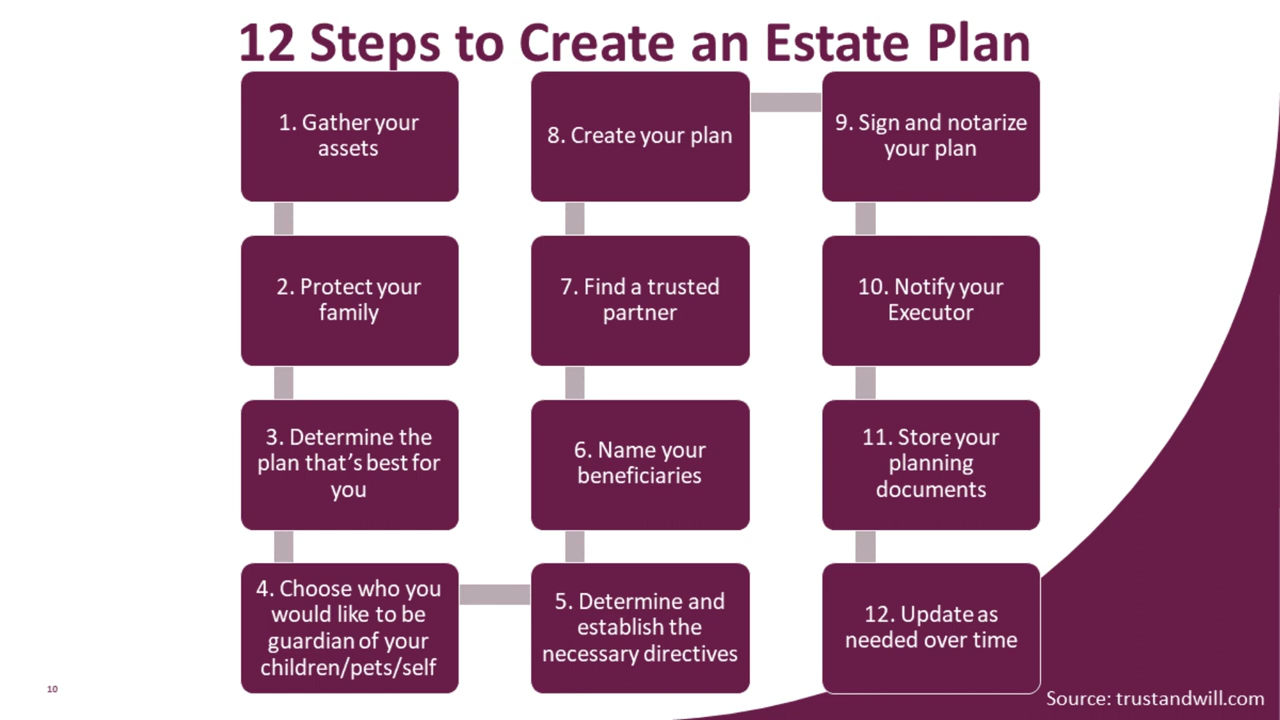 12 Steps to Create an Estate Plan
1. Gather your
assets
2. Protect your
family
3. Determine the
plan that’s best for
you
4. Choose who you
would like to be
guardian of your
children/pets/self
5. Determine and
establish the
necessary directives
6. Name your
beneficiaries
7. Find a trusted
partner
8. Create your plan
9. Sign and notarize
your plan
10. Notify your
Executor
11. Store your
planning
documents
12. Update as
needed over time
10
Source: trustandwill.com